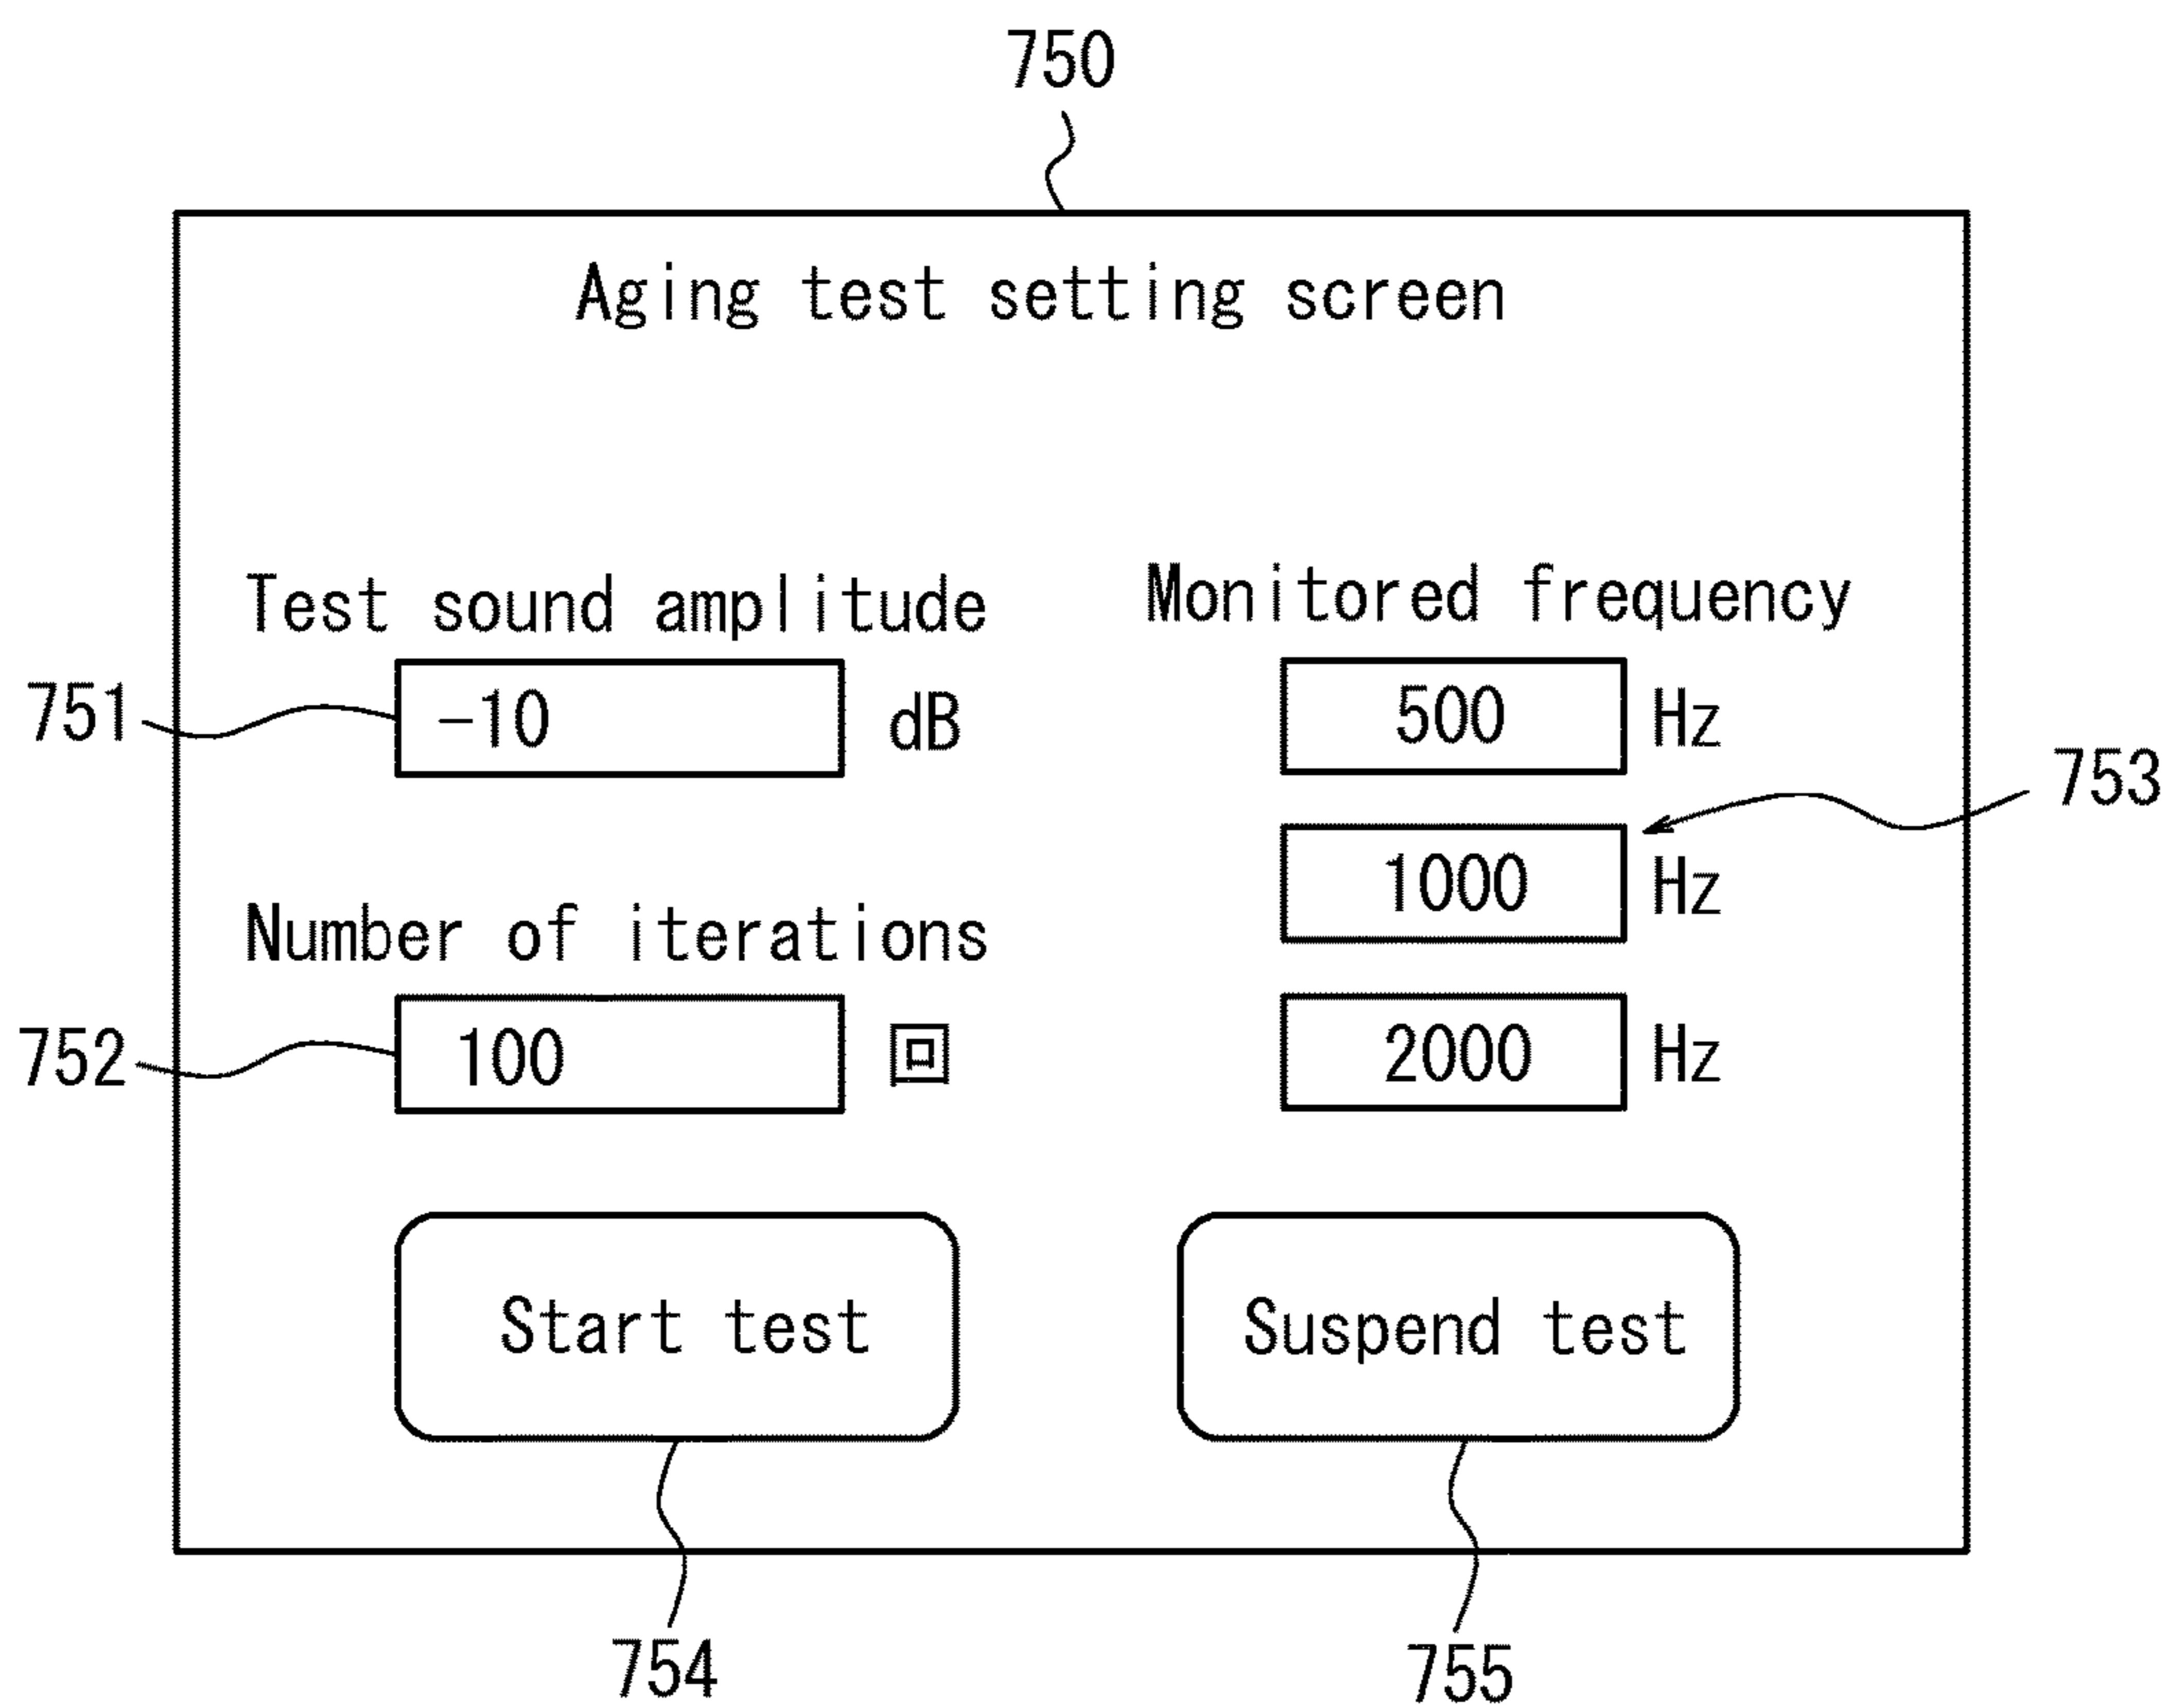 750
Aging test setting screen
Test sound amplitude
751
-10 dB
Number of iterations
752
100 回
Monitored frequency
500 Hz
753
1000 Hz
2000 Hz
Start test
Suspend test
754
755